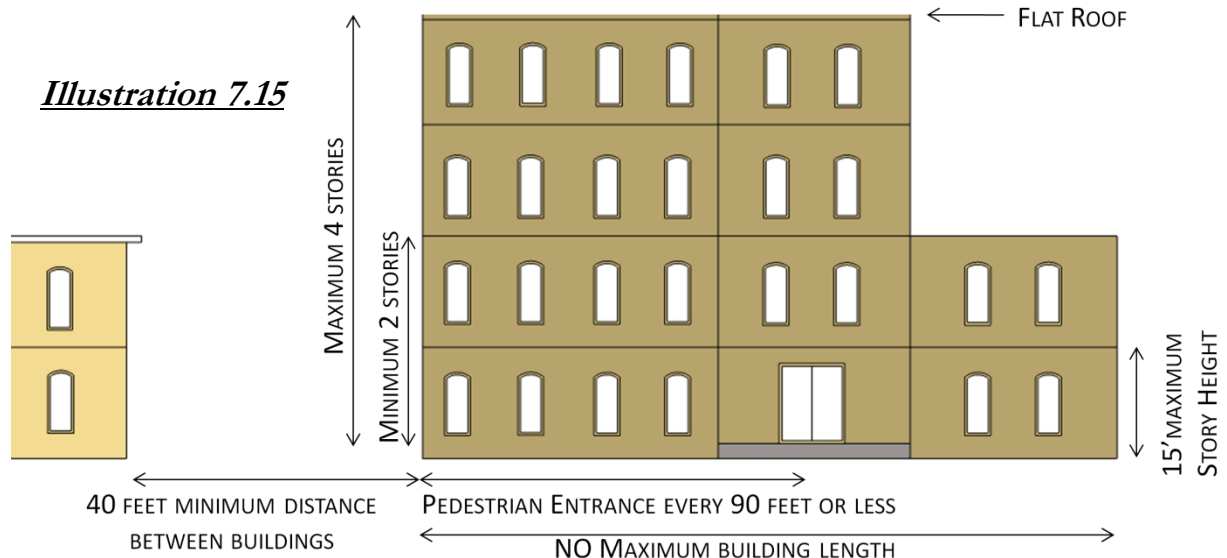 FLAT ROOF
Illustration 7.15
MAXIMUM 4 STORIES
MINIMUM 2 STORIES
15'MAXIMUM
STORY HEIGHT
40 FEET MINIMUM DISTANCE
BETWEEN BUILDINGS
PEDESTRIAN ENTRANCE EVERY 90 FEET OR LESS
NO MAXIMUM BUILDING LENGTH